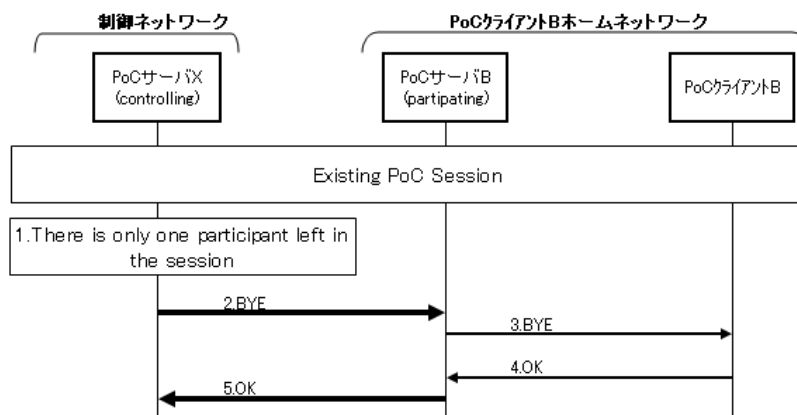 制御ネットワーク
PoCクライアントBホームネットワーク
PoCサーバX
(controlling)
PoCサーバB
(partipating)
PoCクライアントB
Existing PoC Session
1.There is only one participant left in
the session
2.BYE
3.BYE
4.OK
5.OK